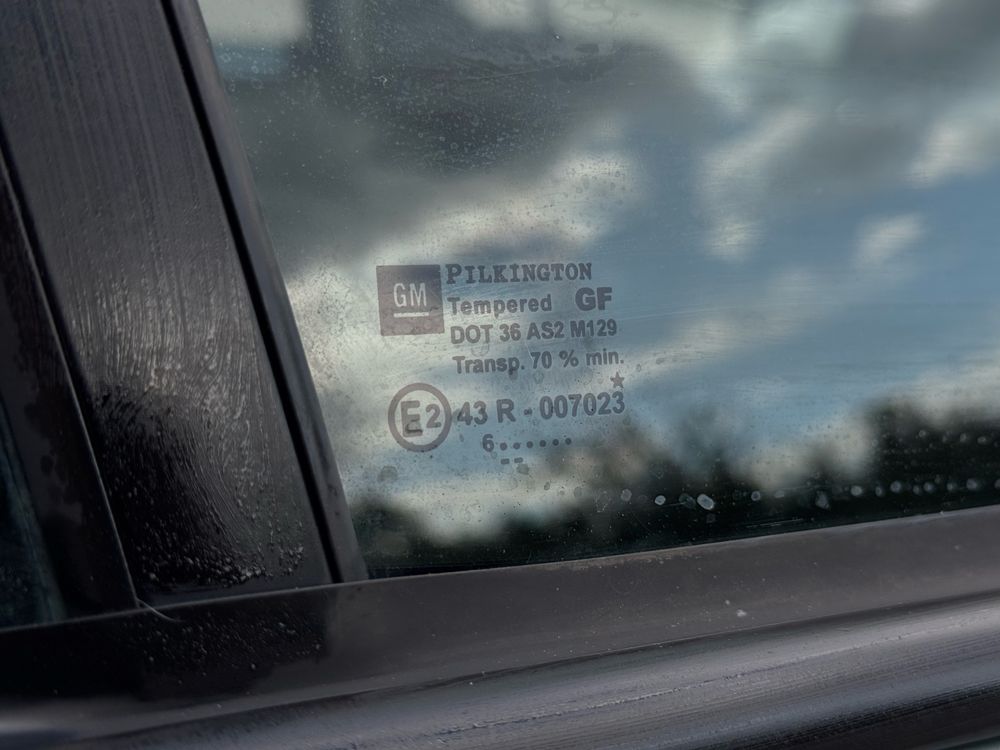 GM
PILKINGTON
Tempered GF
DOT 36 AS2 M129
Transp. 70 % min.
E2 43 R - 007023
6......